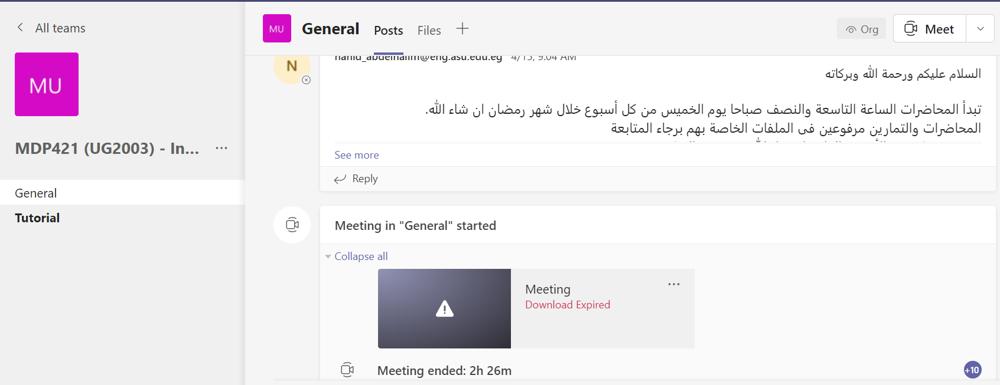 All teams
MU
MDP421 (UG2003) - In...
General
Tutorial
MU
General
Posts
Files
Org
Meet
N
nahid_abdelhalim@eng.asu.edu.eg 4/15, 9:04 AM
السلام عليكم ورحمة الله وبركاته
تبدأ المحاضرات الساعة التاسعة والنصف صباحا يوم الخميس من كل أسبوع خلال شهر رمضان ان شاء الله.
المحاضرات والتمارين مرفوعين فى الملفات الخاصة بهم برجاء المتابعة
See more
Reply
Meeting in "General" started
Collapse all
Meeting
Download Expired
Meeting ended: 2h 26m
+10